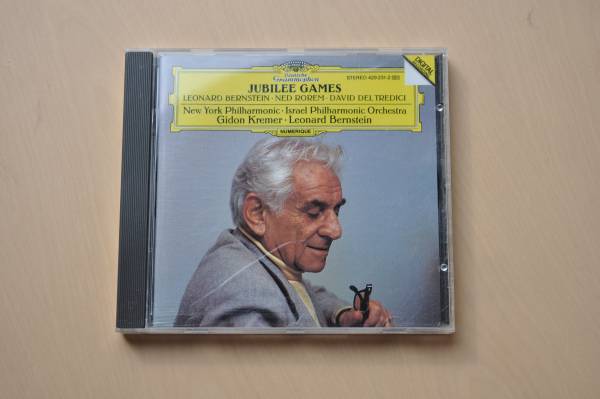 Deutsche
Grammophon
DIGITAL
STEREO 429 231-2
JUBILEE GAMES
LEONARD BERNSTEIN · NED ROREM · DAVID DEL TREDICI
New York Philharmonic · Israel Philharmonic Orchestra
Gidon Kremer · Leonard Bernstein
NUMERIQUE